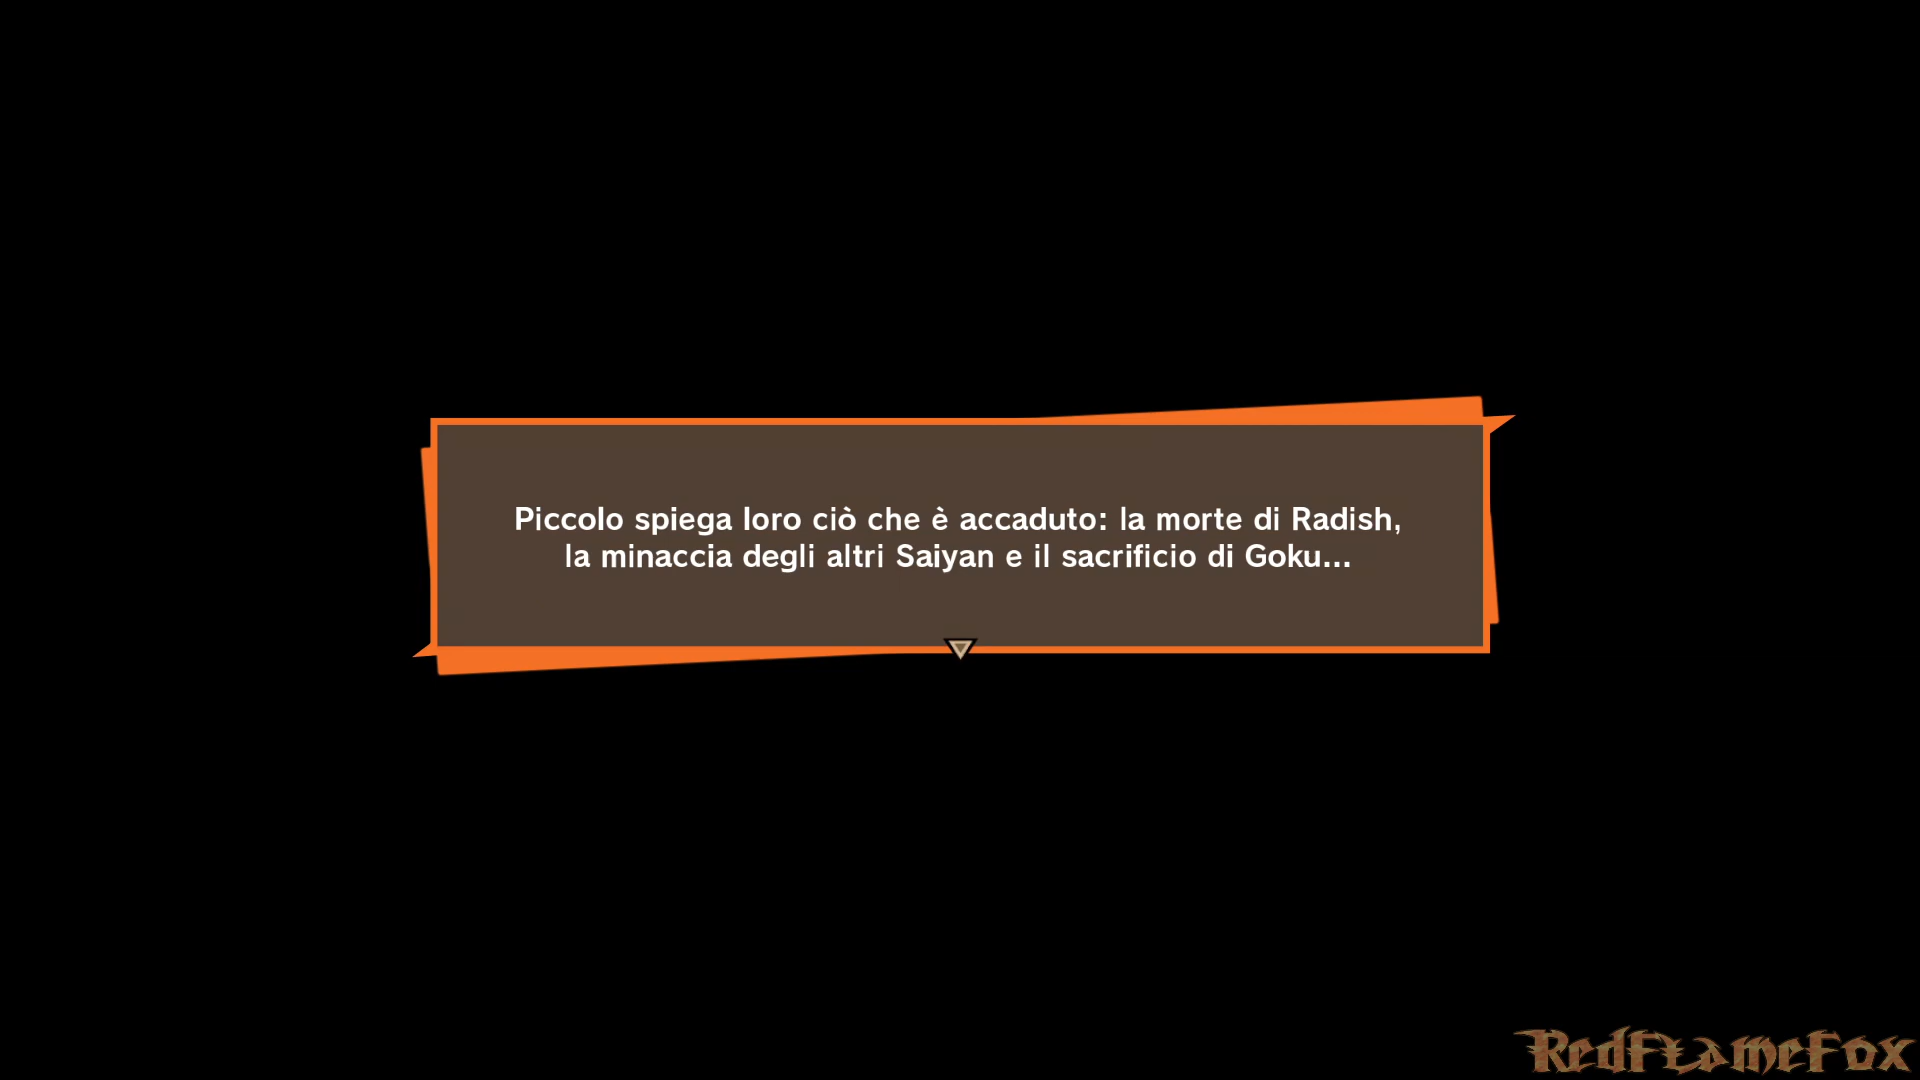 Piccolo spiega loro ciò che è accaduto: la morte di Radish,
la minaccia degli altri Saiyan e il sacrificio di Goku...
RedFlameFox